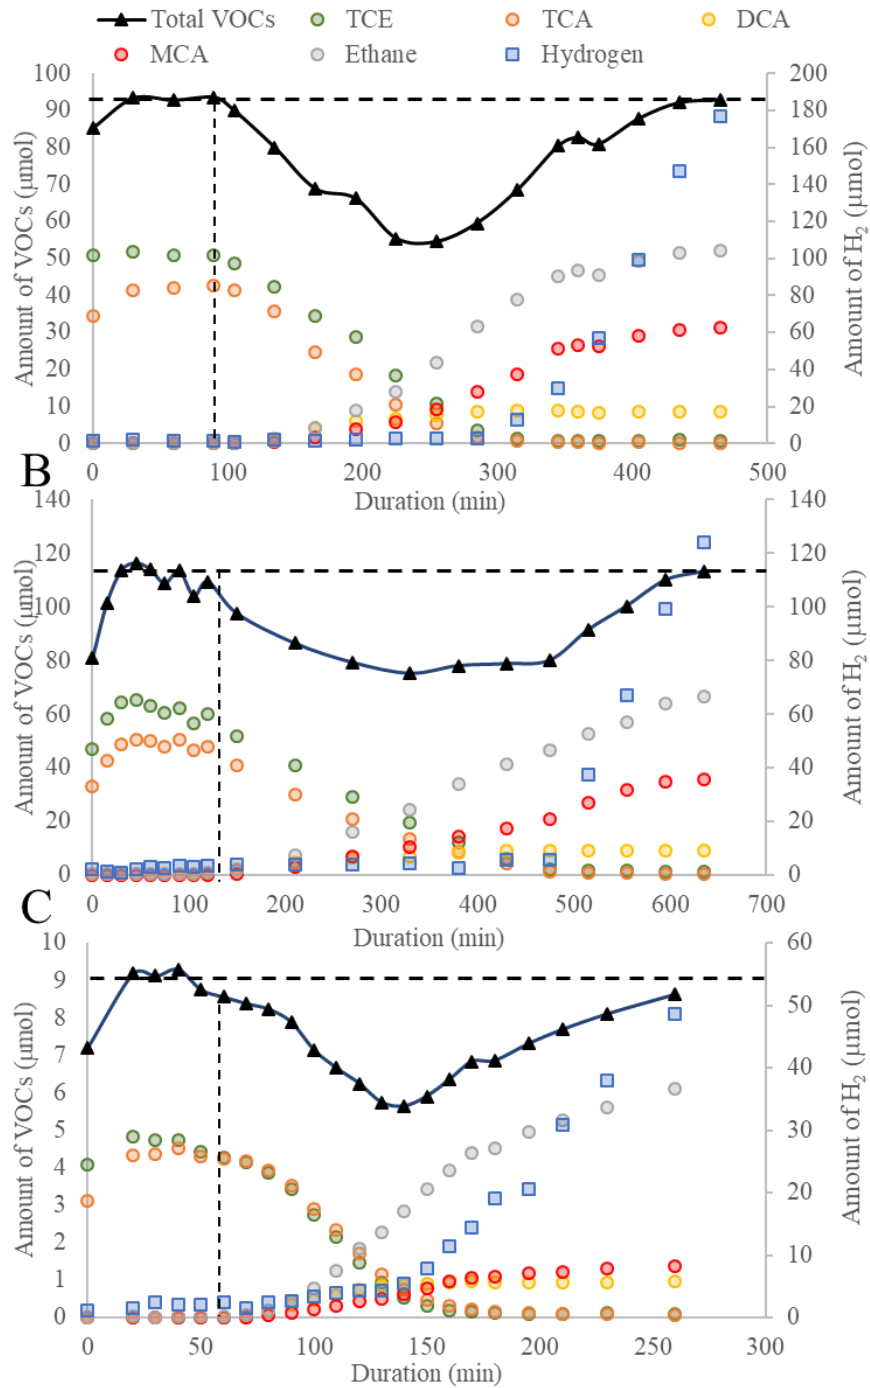 Total VOCs TCE TCA DCA
MCA Ethane Hydrogen
100 200
90 180
80 160
70 140
60 120
50 100
40 80
30 60
20 40
10 20
0 0
Amount of VOCs (µmol)
Amount of H₂ (µmol)
0 100 200 300 400 500
Duration (min)
B
140 140
120 120
100 100
80 80
60 60
40 40
20 20
0 0
Amount of VOCs (µmol)
Amount of H₂ (µmol)
0 100 200 300 400 500 600 700
Duration (min)
C
10 60
9 50
8
7 40
6
5 30
4
3 20
2
1 10
0 0
Amount of VOCs (µmol)
Amount of H₂ (µmol)
0 50 100 150 200 250 300
Duration (min)